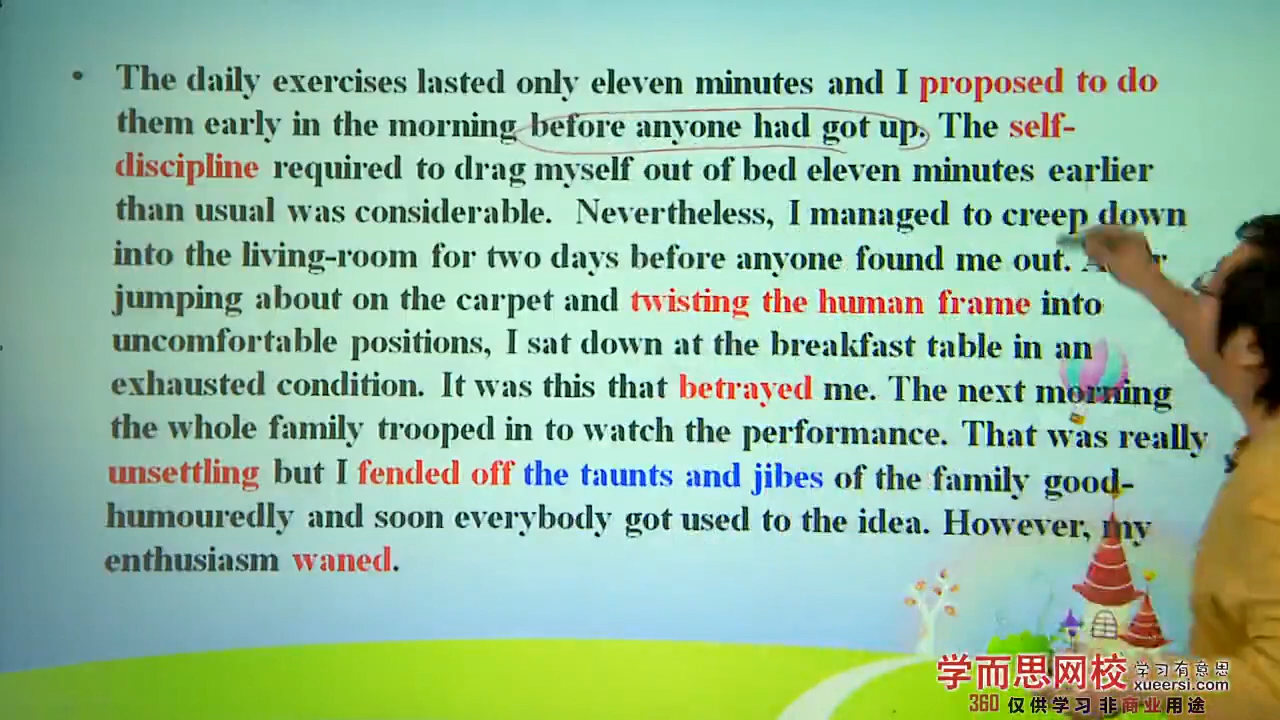 • The daily exercises lasted only eleven minutes and I proposed to do
them early in the morning before anyone had got up. The self-
discipline required to drag myself out of bed eleven minutes earlier
than usual was considerable. Nevertheless, I managed to creep down
into the living-room for two days before anyone found me out.
jumping about on the carpet and twisting the human frame into
uncomfortable positions, I sat down at the breakfast table in an
exhausted condition. It was this that betrayed me. The next morning
the whole family trooped in to watch the performance. That was really
unsettling but I fended off the taunts and jibes of the family good-
humouredly and soon everybody got used to the idea. However, my
enthusiasm waned.
学而思网校 学习有意思
xueersi.com
360 仅供学习 非商业用途